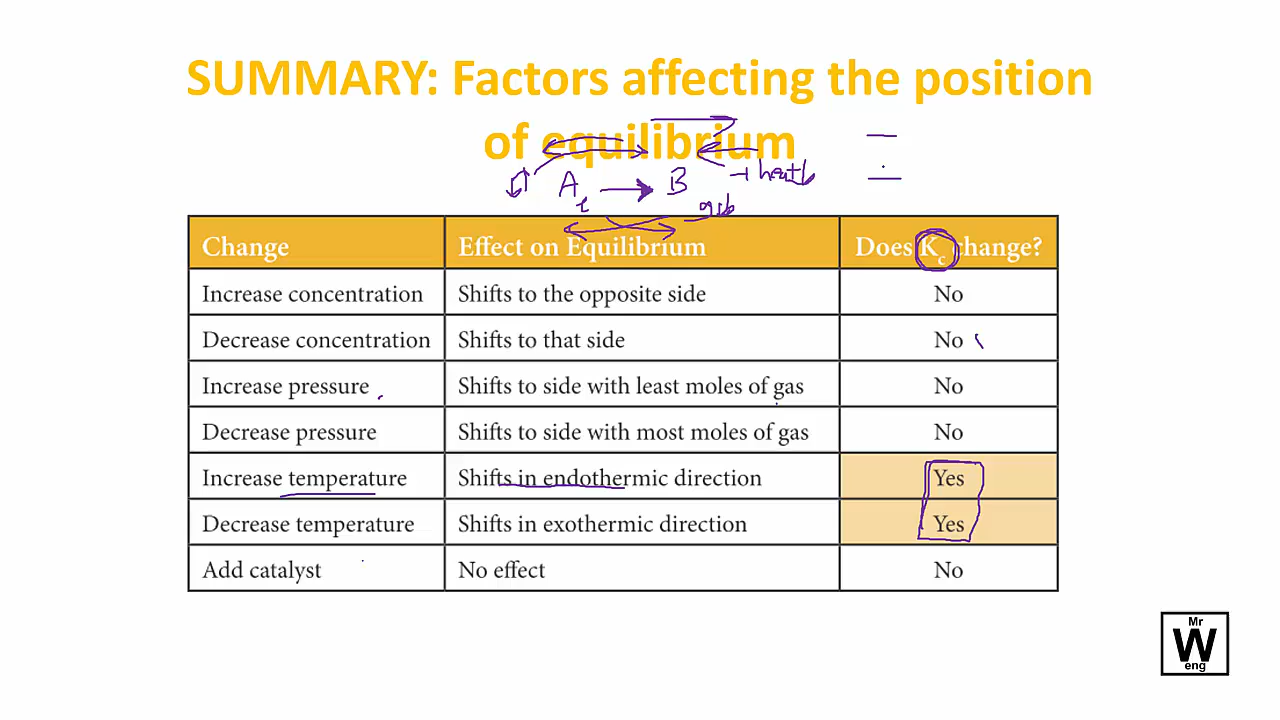 SUMMARY: Factors affecting the position
of equilibrium
A → B + heat
Change Effect on Equilibrium Does Kc change?
Increase concentration Shifts to the opposite side No
Decrease concentration Shifts to that side No
Increase pressure Shifts to side with least moles of gas No
Decrease pressure Shifts to side with most moles of gas No
Increase temperature Shifts in endothermic direction Yes
Decrease temperature Shifts in exothermic direction Yes
Add catalyst No effect No
Mr
W
eng